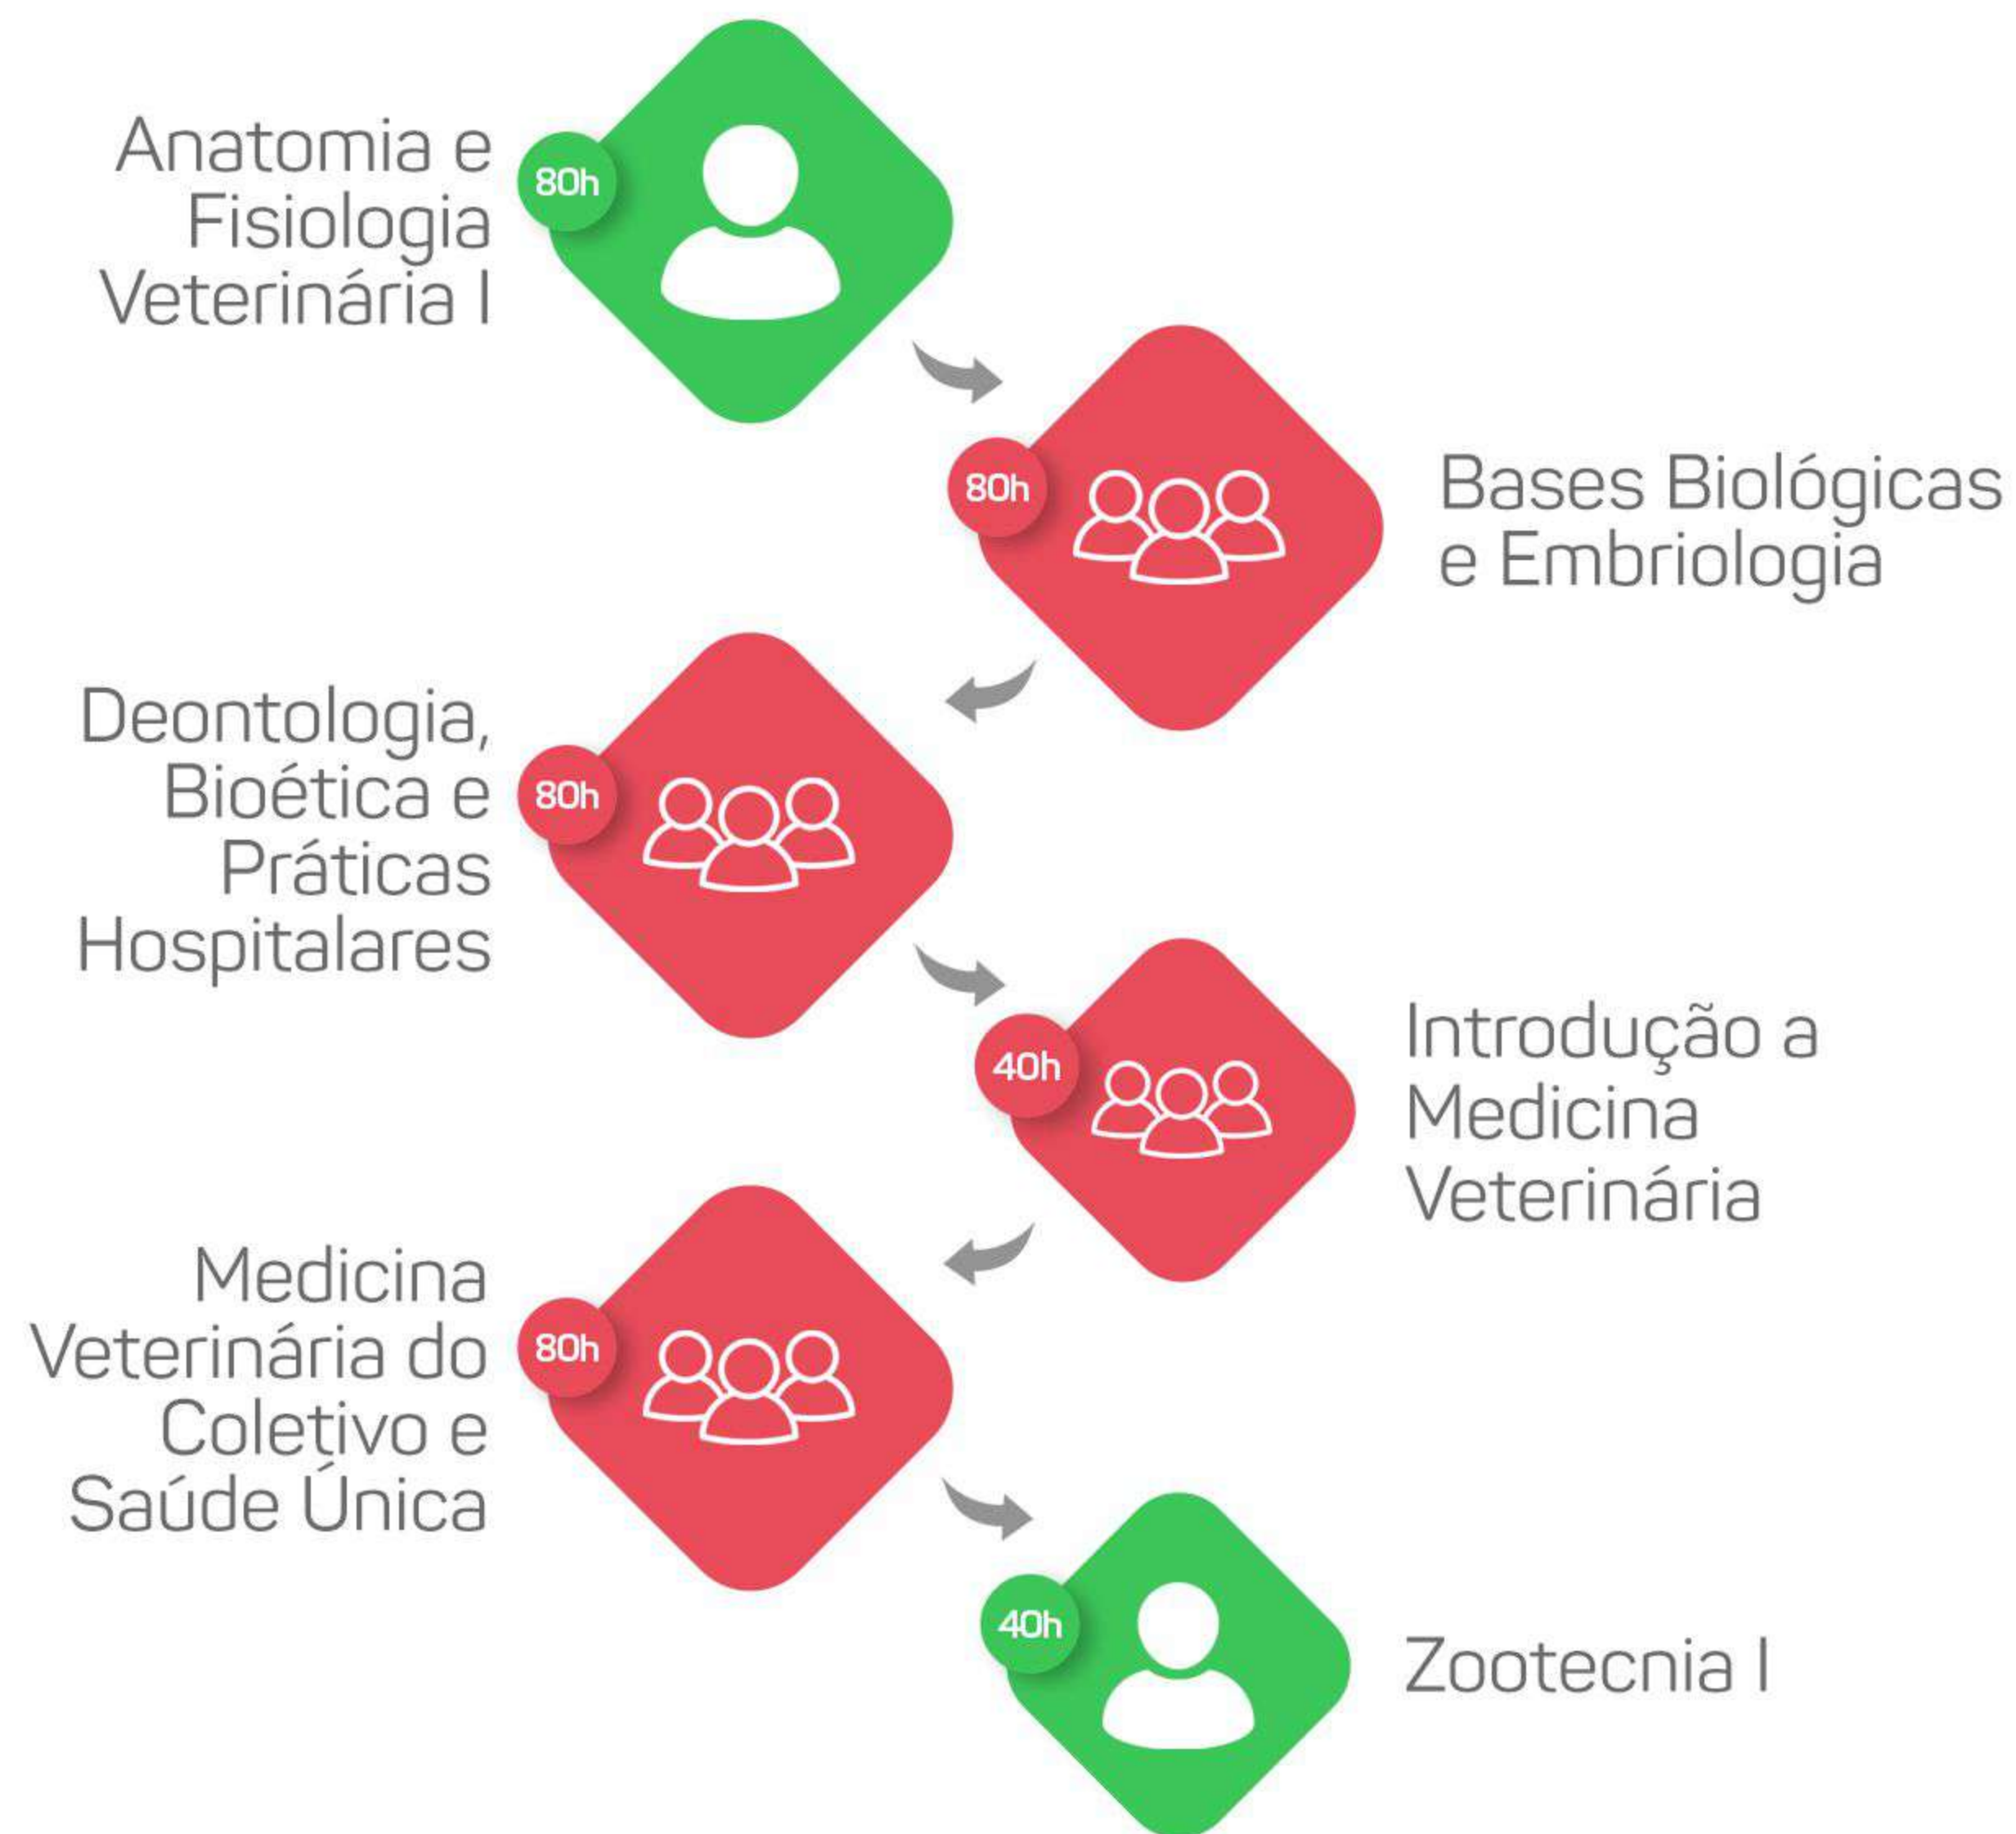 Anatomia e
Fisiologia
Veterinária I
80h
80h
Bases Biológicas
e Embriologia
Deontologia,
Bioética e
Práticas
Hospitalares
80h
40h
Introdução a
Medicina
Veterinária
Medicina
Veterinária do
Coletivo e
Saúde Única
80h
40h
Zootecnia I